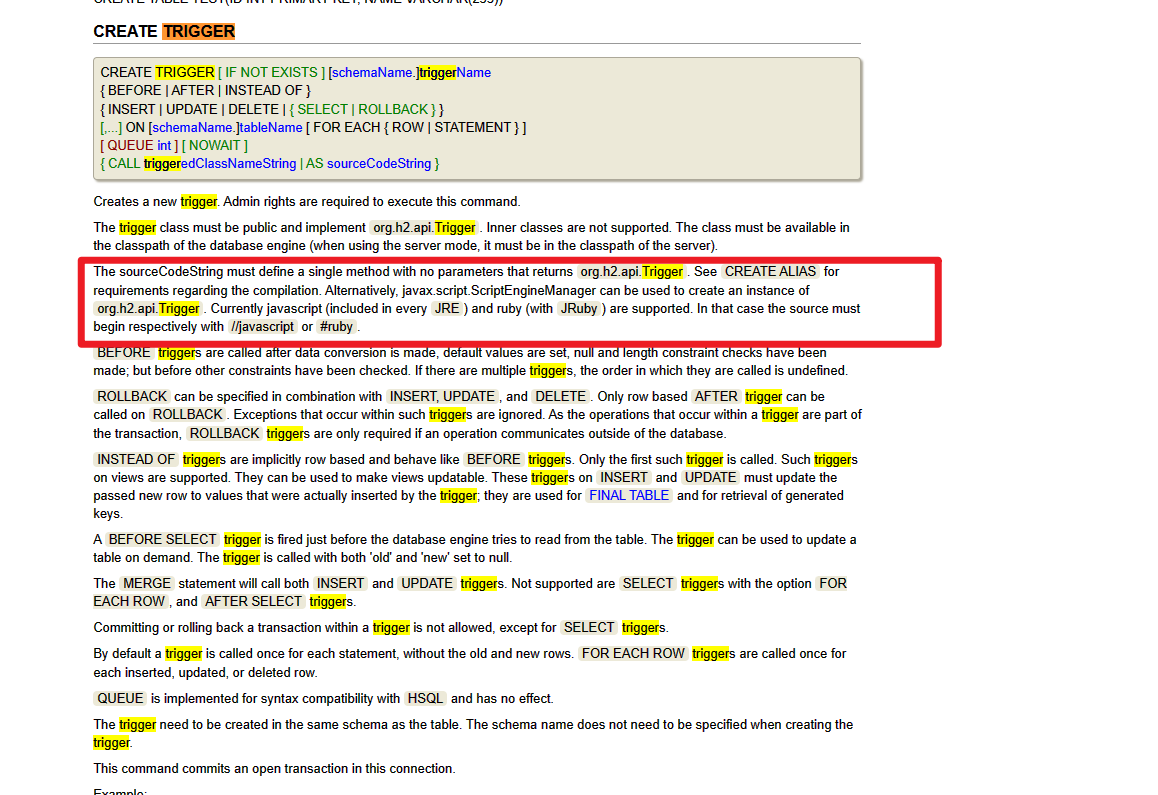 CREATE TABLE TEST(ID INT PRIMARY KEY, NAME VARCHAR(255))
CREATE TRIGGER
CREATE TRIGGER [ IF NOT EXISTS ] [schemaName.]triggerName
{ BEFORE | AFTER | INSTEAD OF }
{ INSERT | UPDATE | DELETE | { SELECT | ROLLBACK } }
[,...] ON [schemaName.]tableName [ FOR EACH { ROW | STATEMENT } ]
[ QUEUE int ] [ NOWAIT ]
{ CALL triggeredClassNameString | AS sourceCodeString }
Creates a new trigger. Admin rights are required to execute this command.
The trigger class must be public and implement org.h2.api.Trigger . Inner classes are not supported. The class must be available in
the classpath of the database engine (when using the server mode, it must be in the classpath of the server).
The sourceCodeString must define a single method with no parameters that returns org.h2.api.Trigger . See CREATE ALIAS for
requirements regarding the compilation. Alternatively, javax.script.ScriptEngineManager can be used to create an instance of
org.h2.api.Trigger . Currently javascript (included in every JRE ) and ruby (with JRuby ) are supported. In that case the source must
begin respectively with //javascript or #ruby .
BEFORE triggers are called after data conversion is made, default values are set, null and length constraint checks have been
made; but before other constraints have been checked. If there are multiple triggers, the order in which they are called is undefined.
ROLLBACK can be specified in combination with INSERT, UPDATE , and DELETE . Only row based AFTER trigger can be
called on ROLLBACK . Exceptions that occur within such triggers are ignored. As the operations that occur within a trigger are part of
the transaction, ROLLBACK triggers are only required if an operation communicates outside of the database.
INSTEAD OF triggers are implicitly row based and behave like BEFORE triggers. Only the first such trigger is called. Such triggers
on views are supported. They can be used to make views updatable. These triggers on INSERT and UPDATE must update the
passed new row to values that were actually inserted by the trigger; they are used for FINAL TABLE and for retrieval of generated
keys.
A BEFORE SELECT trigger is fired just before the database engine tries to read from the table. The trigger can be used to update a
table on demand. The trigger is called with both 'old' and 'new' set to null.
The MERGE statement will call both INSERT and UPDATE triggers. Not supported are SELECT triggers with the option FOR
EACH ROW , and AFTER SELECT triggers.
Committing or rolling back a transaction within a trigger is not allowed, except for SELECT triggers.
By default a trigger is called once for each statement, without the old and new rows. FOR EACH ROW triggers are called once for
each inserted, updated, or deleted row.
QUEUE is implemented for syntax compatibility with HSQL and has no effect.
The trigger need to be created in the same schema as the table. The schema name does not need to be specified when creating the
trigger.
This command commits an open transaction in this connection.
Example: